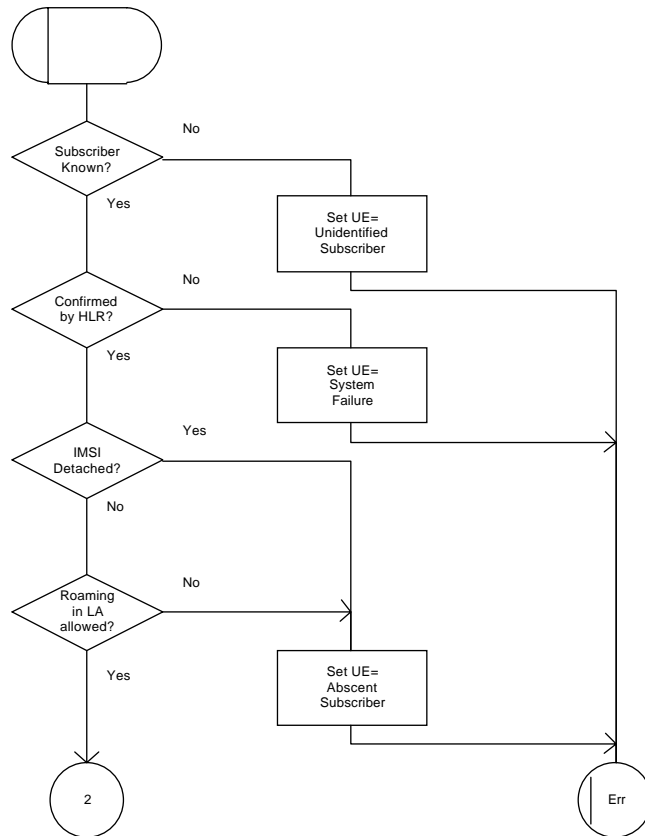 No
Subscriber
Known?
Yes
Set UE=
Unidentified
Subscriber
No
Confirmed
by HLR?
Yes
Set UE=
System
Failure
Yes
IMSI
Detached?
No
No
Roaming
in LA
allowed?
Yes
Set UE=
Abscent
Subscriber
2
Err